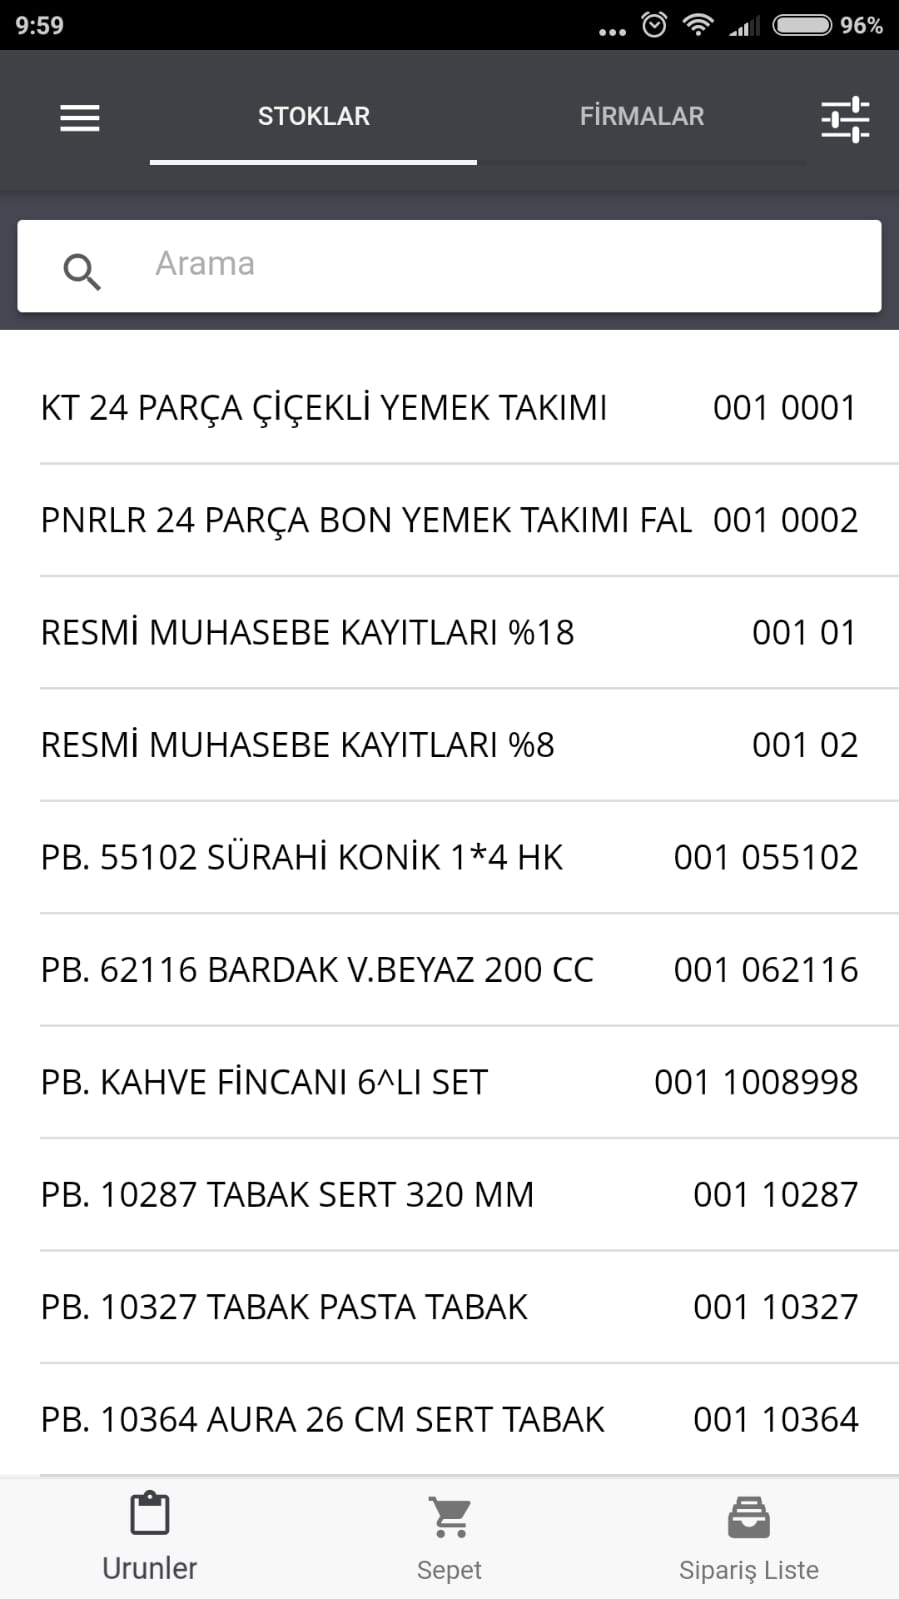 9:59 96%
STOKLAR FİRMALAR
Arama
KT 24 PARÇA ÇİÇEKLİ YEMEK TAKIMI 001 0001
PNRLR 24 PARÇA BON YEMEK TAKIMI FAL 001 0002
RESMİ MUHASEBE KAYITLARI %18 001 01
RESMİ MUHASEBE KAYITLARI %8 001 02
PB. 55102 SÜRAHİ KONİK 1*4 HK 001 055102
PB. 62116 BARDAK V.BEYAZ 200 CC 001 062116
PB. KAHVE FİNCANI 6^LI SET 001 1008998
PB. 10287 TABAK SERT 320 MM 001 10287
PB. 10327 TABAK PASTA TABAK 001 10327
PB. 10364 AURA 26 CM SERT TABAK 001 10364
Urunler Sepet Sipariş Liste